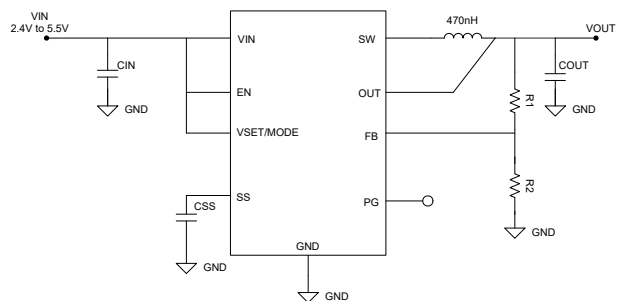 VIN
2.4V to 5.5V
470nH
VOUT
VIN
SW
CIN
COUT
GND
EN
OUT
R1
GND
VSET/MODE
FB
CSS
SS
PG
R2
GND
GND
GND
GND